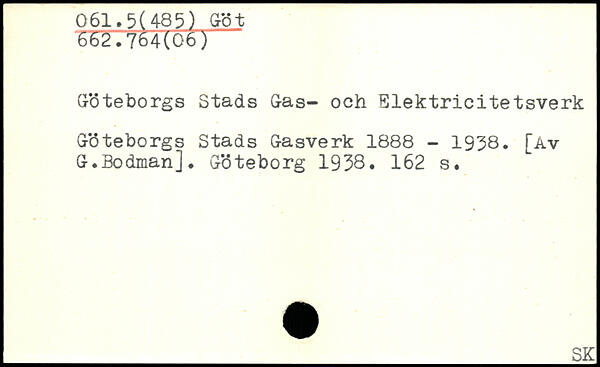 061.5(485) Göt
662.764(06)
Göteborgs Stads Gas- och Elektricitetsverk
Göteborgs Stads Gasverk 1888 - 1938. [Av
G.Bodman]. Göteborg 1938. 162 s.
SK